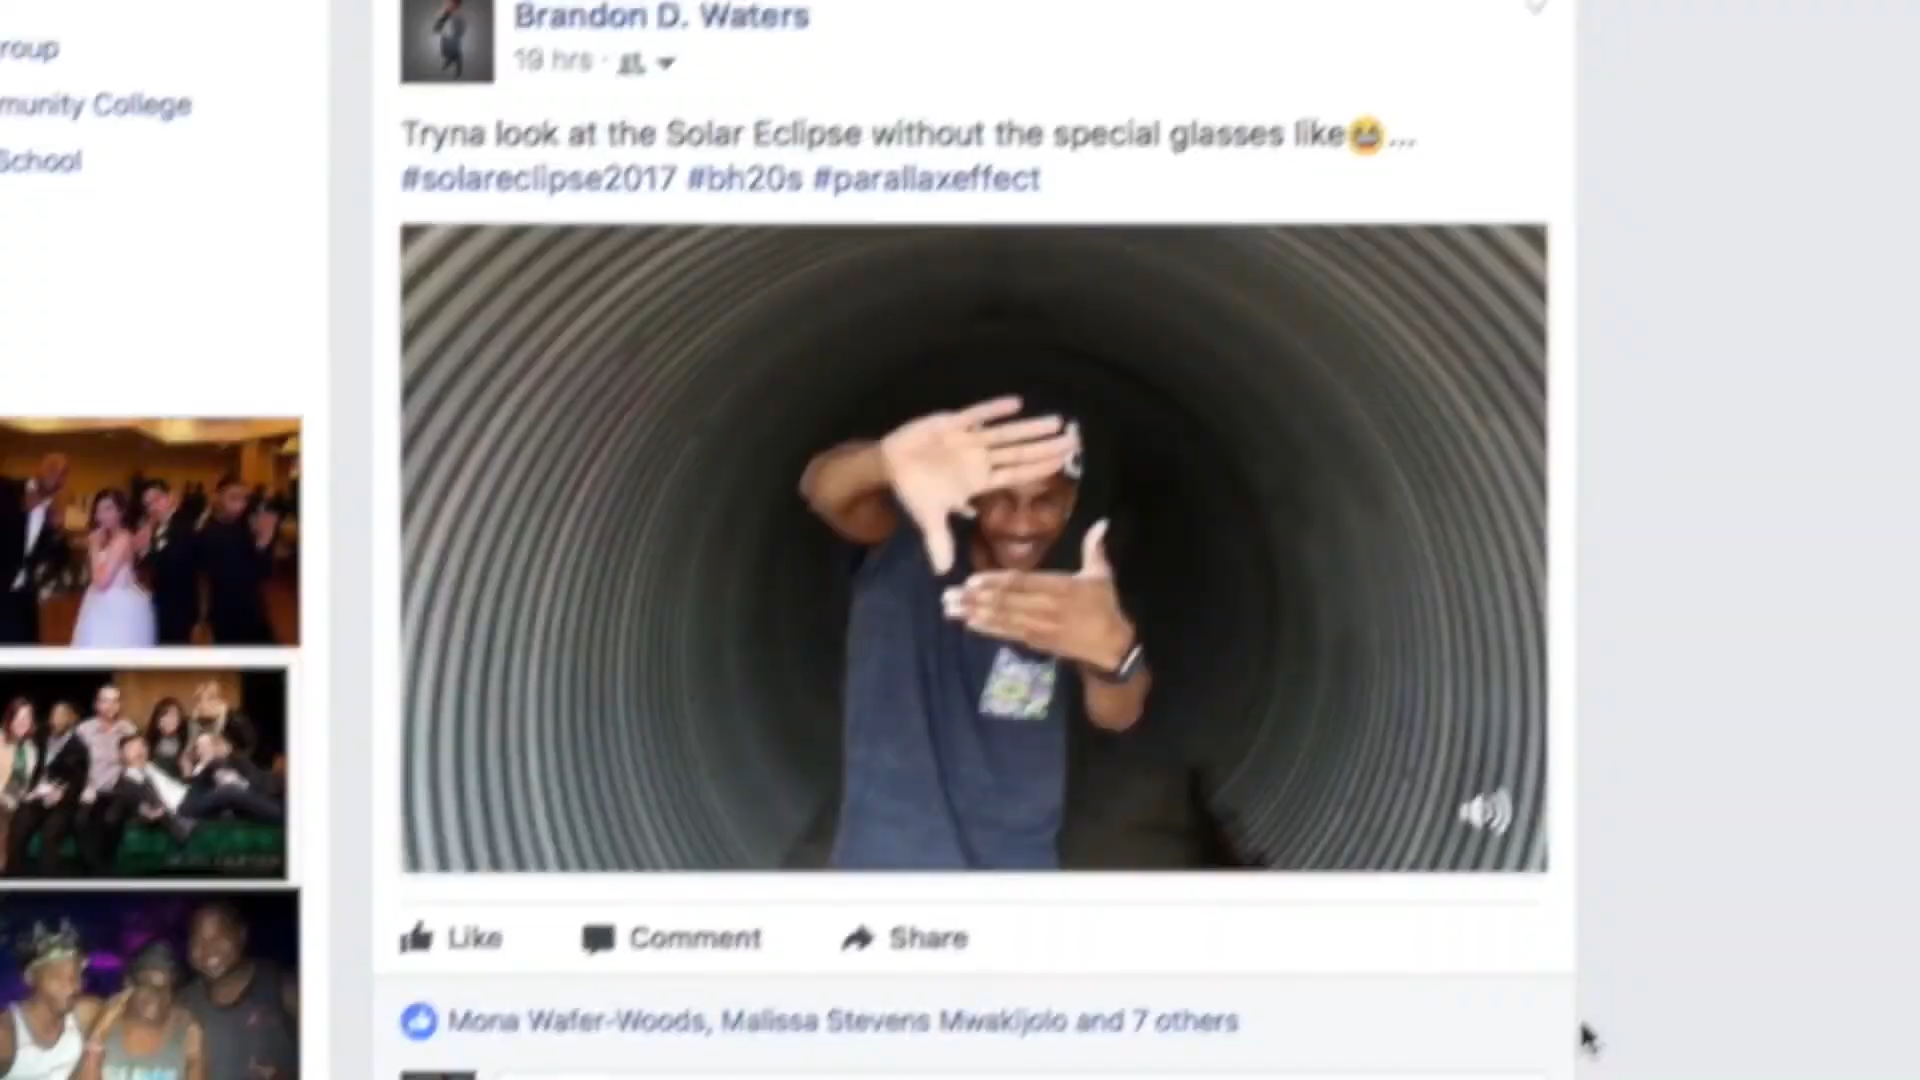 roup
munity College
School
Brandon D. Waters
19 hrs ·
Tryna look at the Solar Eclipse without the special glasses like😆...
#solareclipse2017 #bh20s #parallaxeffect
Like Comment Share
Mona Wafer-Woods, Malissa Stevens Mwakijolo and 7 others